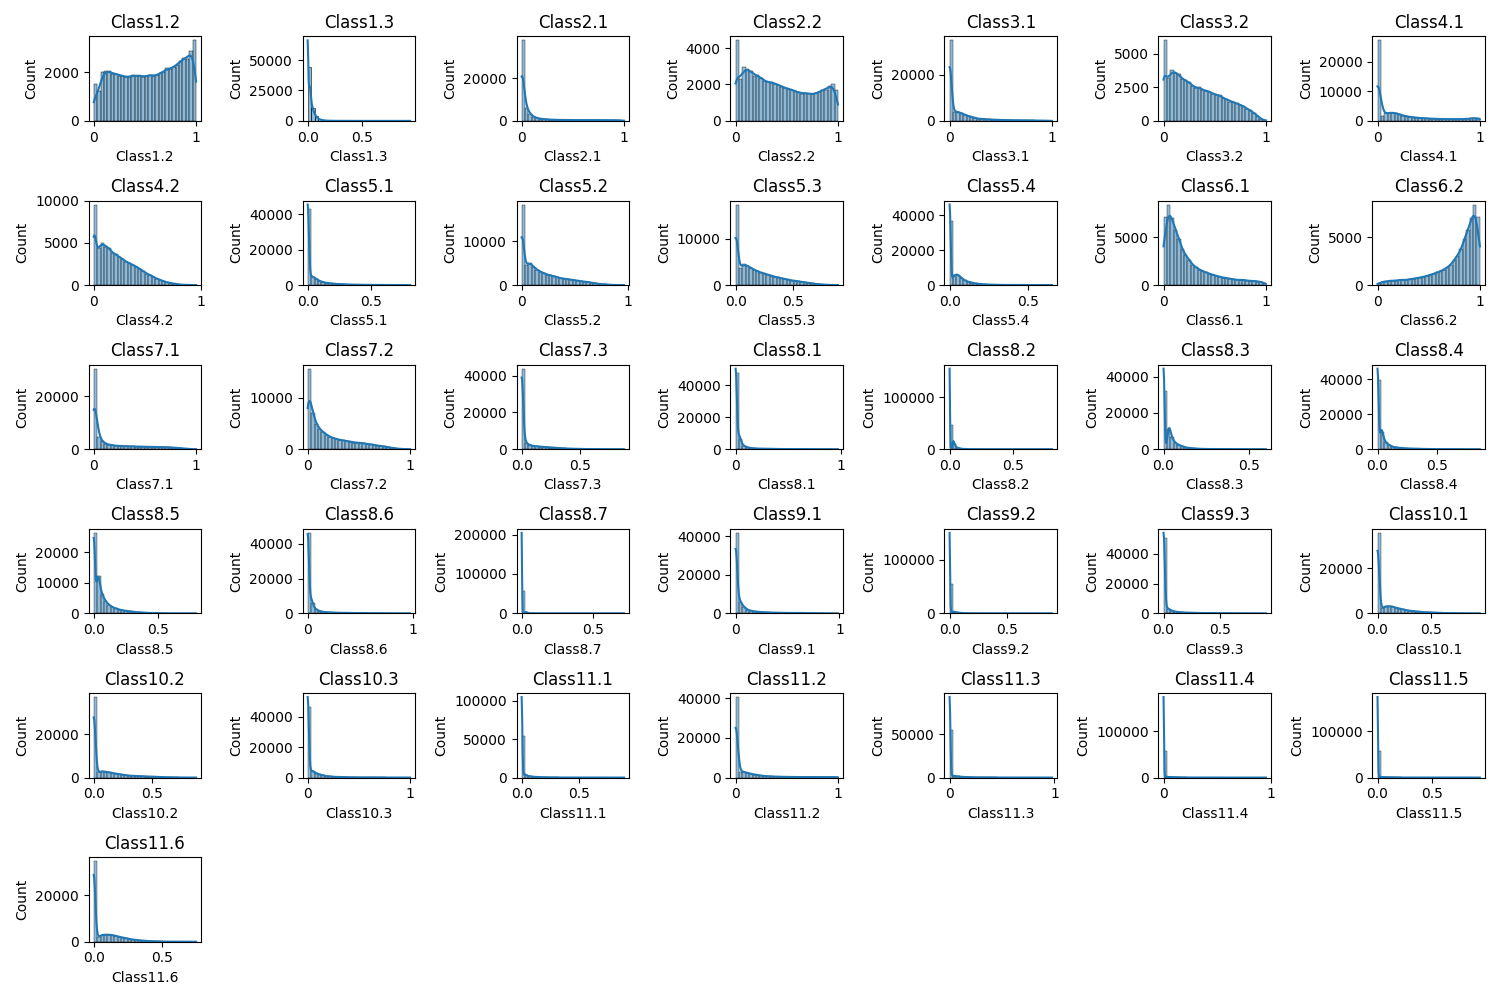 Class1.2 Class1.3 Class2.1 Class2.2 Class3.1 Class3.2 Class4.1
Count 2000 0 Count 50000 25000 0 Count 20000 0 Count 4000 2000 0 Count 20000 0 Count 5000 2500 0 Count 20000 10000 0
0 1 0.0 0.5 0 1 0 1 0 1 0 1 0 1
Class1.2 Class1.3 Class2.1 Class2.2 Class3.1 Class3.2 Class4.1
Class4.2 Class5.1 Class5.2 Class5.3 Class5.4 Class6.1 Class6.2
Count 10000 5000 0 Count 40000 20000 0 Count 10000 0 Count 10000 0 Count 40000 20000 0 Count 5000 0 Count 5000 0
0 1 0.0 0.5 0 1 0.0 0.5 0.0 0.5 0 1 0 1
Class4.2 Class5.1 Class5.2 Class5.3 Class5.4 Class6.1 Class6.2
Class7.1 Class7.2 Class7.3 Class8.1 Class8.2 Class8.3 Class8.4
Count 20000 0 Count 10000 0 Count 40000 20000 0 Count 40000 20000 0 Count 100000 0 Count 40000 20000 0 Count 40000 20000 0
0 1 0 1 0.0 0.5 0 1 0.0 0.5 0.0 0.5 0.0 0.5
Class7.1 Class7.2 Class7.3 Class8.1 Class8.2 Class8.3 Class8.4
Class8.5 Class8.6 Class8.7 Class9.1 Class9.2 Class9.3 Class10.1
Count 20000 10000 0 Count 40000 20000 0 Count 200000 100000 0 Count 40000 20000 0 Count 100000 0 Count 40000 20000 0 Count 20000 0
0.0 0.5 0 1 0.0 0.5 0 1 0.0 0.5 0.0 0.5 0.0 0.5
Class8.5 Class8.6 Class8.7 Class9.1 Class9.2 Class9.3 Class10.1
Class10.2 Class10.3 Class11.1 Class11.2 Class11.3 Class11.4 Class11.5
Count 20000 0 Count 40000 20000 0 Count 100000 50000 0 Count 40000 20000 0 Count 50000 0 Count 100000 0 Count 100000 0
0.0 0.5 0 1 0.0 0.5 0 1 0 1 0 1 0.0 0.5
Class10.2 Class10.3 Class11.1 Class11.2 Class11.3 Class11.4 Class11.5
Class11.6
Count 20000 0
0.0 0.5
Class11.6